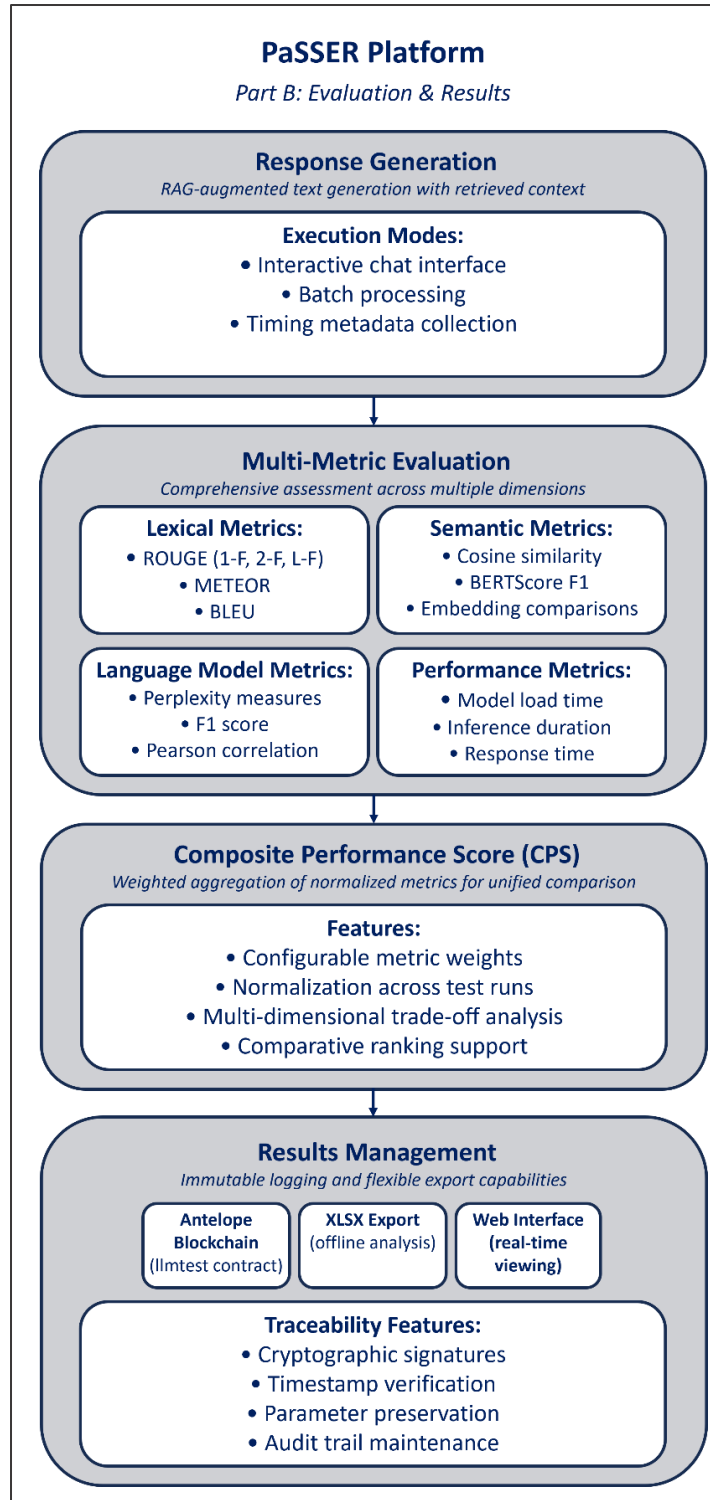 PaSSER Platform
Part B: Evaluation & Results
Response Generation
RAG-augmented text generation with retrieved context
Execution Modes:
• Interactive chat interface
• Batch processing
• Timing metadata collection
Multi-Metric Evaluation
Comprehensive assessment across multiple dimensions
Lexical Metrics:
• ROUGE (1-F, 2-F, L-F)
• METEOR
• BLEU
Semantic Metrics:
• Cosine similarity
• BERTScore F1
• Embedding comparisons
Language Model Metrics:
• Perplexity measures
• F1 score
• Pearson correlation
Performance Metrics:
• Model load time
• Inference duration
• Response time
Composite Performance Score (CPS)
Weighted aggregation of normalized metrics for unified comparison
Features:
• Configurable metric weights
• Normalization across test runs
• Multi-dimensional trade-off analysis
• Comparative ranking support
Results Management
Immutable logging and flexible export capabilities
Antelope
Blockchain
(llmtest contract)
XLSX Export
(offline analysis)
Web Interface
(real-time
viewing)
Traceability Features:
• Cryptographic signatures
• Timestamp verification
• Parameter preservation
• Audit trail maintenance